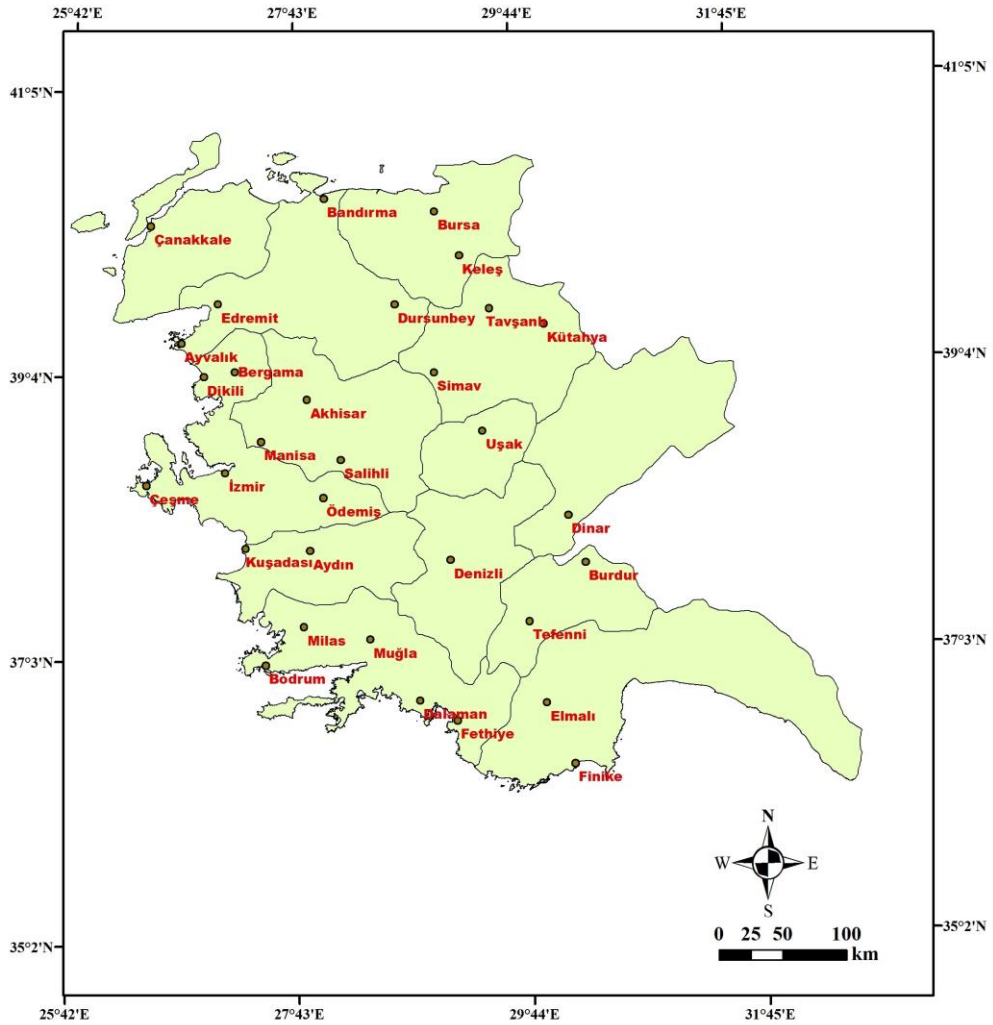 25°42'E 27°43'E 29°44'E 31°45'E
41°5'N
41°5'N
Bandırma
Bursa
Çanakkale
Keleş
Edremit
Dursunbey
Tavşanlı
Kütahya
Ayvalık
39°4'N
Bergama
39°4'N
Dikili
Simav
Akhisar
Uşak
Manisa
Salihli
İzmir
Çeşme
Ödemiş
Dinar
Kuşadası
Aydın
Denizli
Burdur
Milas
Tefenni
37°3'N
Muğla
37°3'N
Bodrum
Dalaman
Elmalı
Fethiye
Finike
N
W E
S
35°2'N
0 25 50 100
km
35°2'N
25°42'E 27°43'E 29°44'E 31°45'E